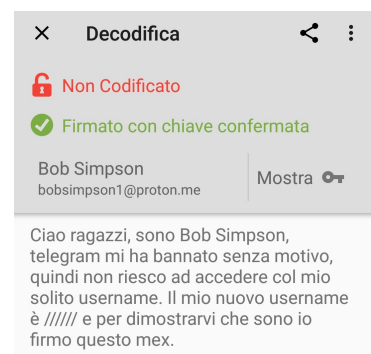 Decodifica
Non Codificato
Firmato con chiave confermata
Bob Simpson
bobsimpson1@proton.me
Mostra
Ciao ragazzi, sono Bob Simpson,
telegram mi ha bannato senza motivo,
quindi non riesco ad accedere col mio
solito username. Il mio nuovo username
è ////// e per dimostrarvi che sono io
firmo questo mex.